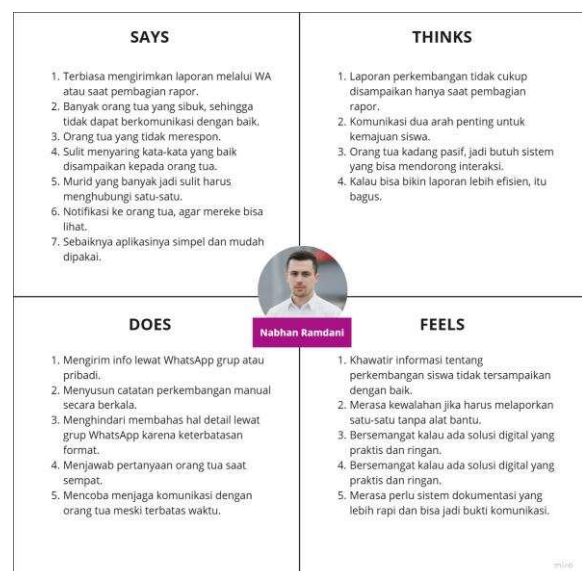 SAYS
1. Terbiasa mengirimkan laporan melalui WA
atau saat pembagian rapor.
2. Banyak orang tua yang sibuk, sehingga
tidak dapat berkomunikasi dengan baik.
3. Orang tua yang tidak merespon.
4. Sulit menyaring kata-kata yang baik
disampaikan kepada orang tua.
5. Murid yang banyak jadi sulit harus
menghubungi satu-satu.
6. Notifikasi ke orang tua, agar mereke bisa
lihat.
7. Sebaiknya aplikasinya simpel dan mudah
dipakai.
THINKS
1. Laporan perkembangan tidak cukup
disampaikan hanya saat pembagian
rapor.
2. Komunikasi dua arah penting untuk
kemajuan siswa.
3. Orang tua kadang pasif, jadi butuh sistem
yang bisa mendorong interaksi.
4. Kalau bisa bikin laporan lebih efisien, itu
bagus.
Nabhan Ramdani
DOES
1. Mengirim info lewat WhatsApp grup atau
pribadi.
2. Menyusun catatan perkembangan manual
secara berkala.
3. Menghindari membahas hal detail lewat
grup WhatsApp karena keterbatasan
format.
4. Menjawab pertanyaan orang tua saat
sempat.
5. Mencoba menjaga komunikasi dengan
orang tua meski terbatas waktu.
FEELS
1. Khawatir informasi tentang
perkembangan siswa tidak tersampaikan
dengan baik.
2. Merasa kewalahan jika harus melaporkan
satu-satu tanpa alat bantu.
3. Bersemangat kalau ada solusi digital yang
praktis dan ringan.
4. Bersemangat kalau ada solusi digital yang
praktis dan ringan.
5. Merasa perlu sistem dokumentasi yang
lebih rapi dan bisa jadi bukti komunikasi.
miro